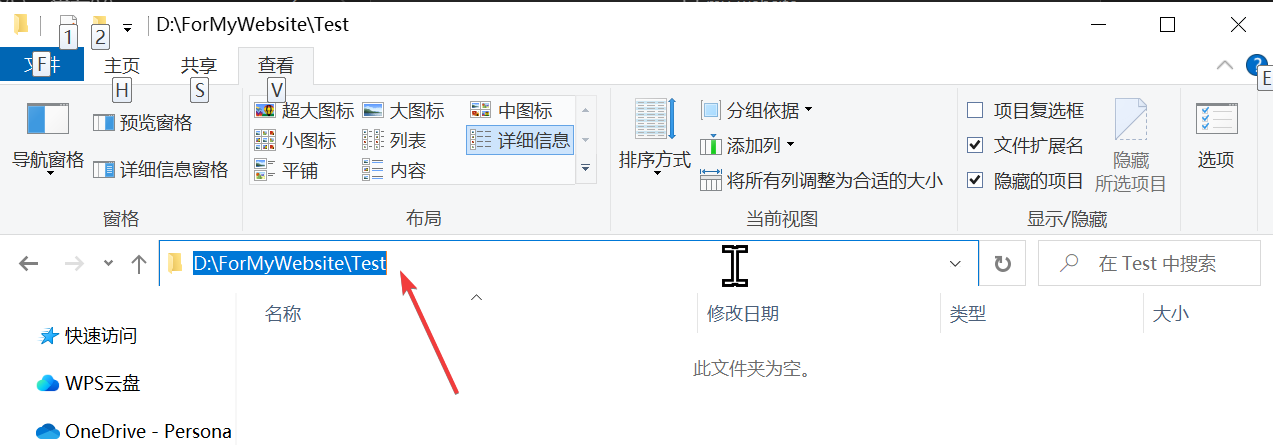 D:\ForMyWebsite\Test
1
2
文件
F
主页
共享
查看
H
S
V
E
?
导航窗格
预览窗格
详细信息窗格
窗格
超大图标
大图标
中图标
小图标
列表
详细信息
平铺
内容
布局
排序方式
分组依据
添加列
将所有列调整为合适的大小
当前视图
项目复选框
文件扩展名
隐藏的项目
隐藏
所选项目
显示/隐藏
选项
D:\ForMyWebsite\Test
在 Test 中搜索
名称
修改日期
类型
大小
快速访问
此文件夹为空。
WPS云盘
OneDrive - Persona